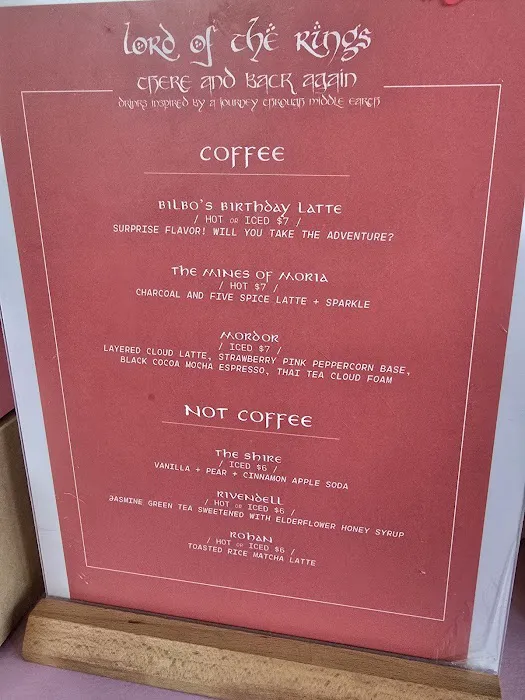 lord of the rings
there and back again
drinks inspired by a journey through middle earth
COFFEE
BILBO'S BIRTHDAY LATTE
/ HOT OR ICED $7 /
SURPRISE FLAVOR! WILL YOU TAKE THE ADVENTURE?
THE MINES OF MORIA
/ HOT $7 /
CHARCOAL AND FIVE SPICE LATTE + SPARKLE
MORDOR
/ ICED $7 /
LAYERED CLOUD LATTE, STRAWBERRY PINK PEPPERCORN BASE,
BLACK COCOA MOCHA ESPRESSO, THAI TEA CLOUD FOAM
NOT COFFEE
THE SHIRE
/ ICED $6 /
VANILLA + PEAR + CINNAMON APPLE SODA
RIVENDELL
/ HOT OR ICED $6 /
JASMINE GREEN TEA SWEETENED WITH ELDERFLOWER HONEY SYRUP
ROHAN
/ HOT OR ICED $6 /
TOASTED RICE MATCHA LATTE